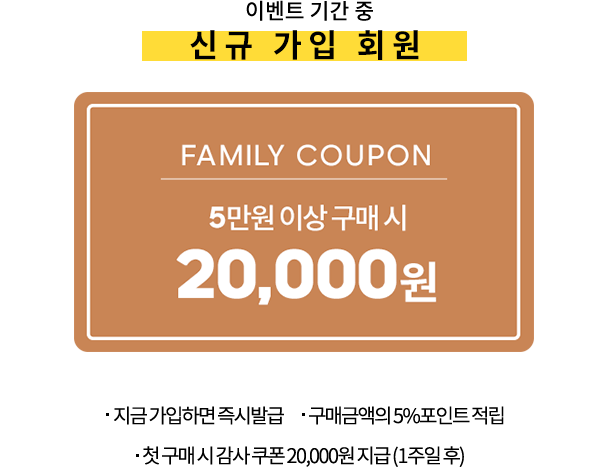 이벤트 기간 중
신규 가입 회원
FAMILY COUPON
5만원 이상 구매 시
20,000원
· 지금 가입하면 즉시발급 · 구매금액의 5%포인트 적립
· 첫 구매 시 감사 쿠폰 20,000원 지급 (1주일 후)